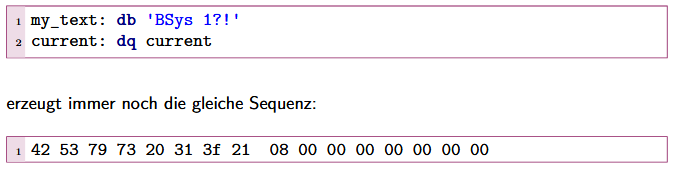 1 my_text: db 'BSys 1?!'
2 current: dq current
erzeugt immer noch die gleiche Sequenz:
1 42 53 79 73 20 31 3f 21  08 00 00 00 00 00 00 00